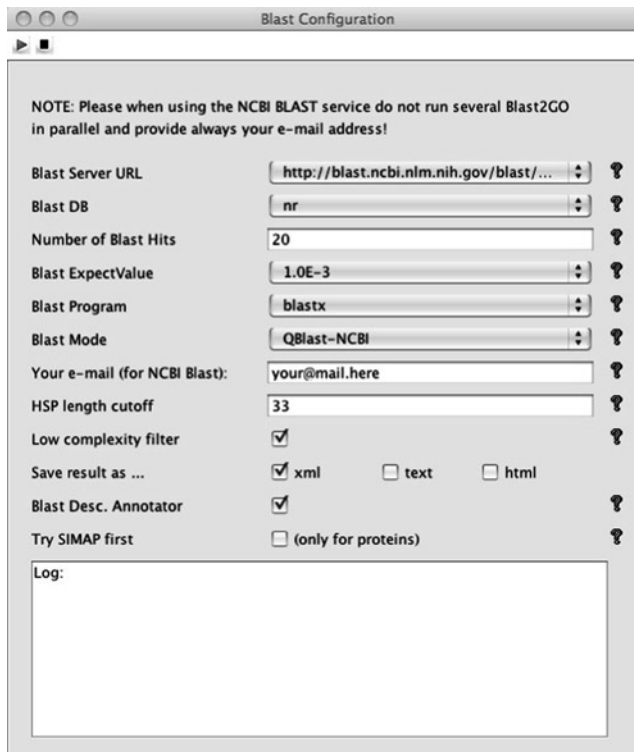 Blast Configuration
NOTE: Please when using the NCBI BLAST service do not run several Blast2GO
in parallel and provide always your e-mail address!
Blast Server URL http://blast.ncbi.nlm.nih.gov/blast/... ?
Blast DB nr ?
Number of Blast Hits 20 ?
Blast ExpectValue 1.0E-3 ?
Blast Program blastx ?
Blast Mode QBlast-NCBI ?
Your e-mail (for NCBI Blast): your@mail.here ?
HSP length cutoff 33 ?
Low complexity filter ?
Save result as ... xml text html
Blast Desc. Annotator ?
Try SIMAP first (only for proteins) ?
Log: